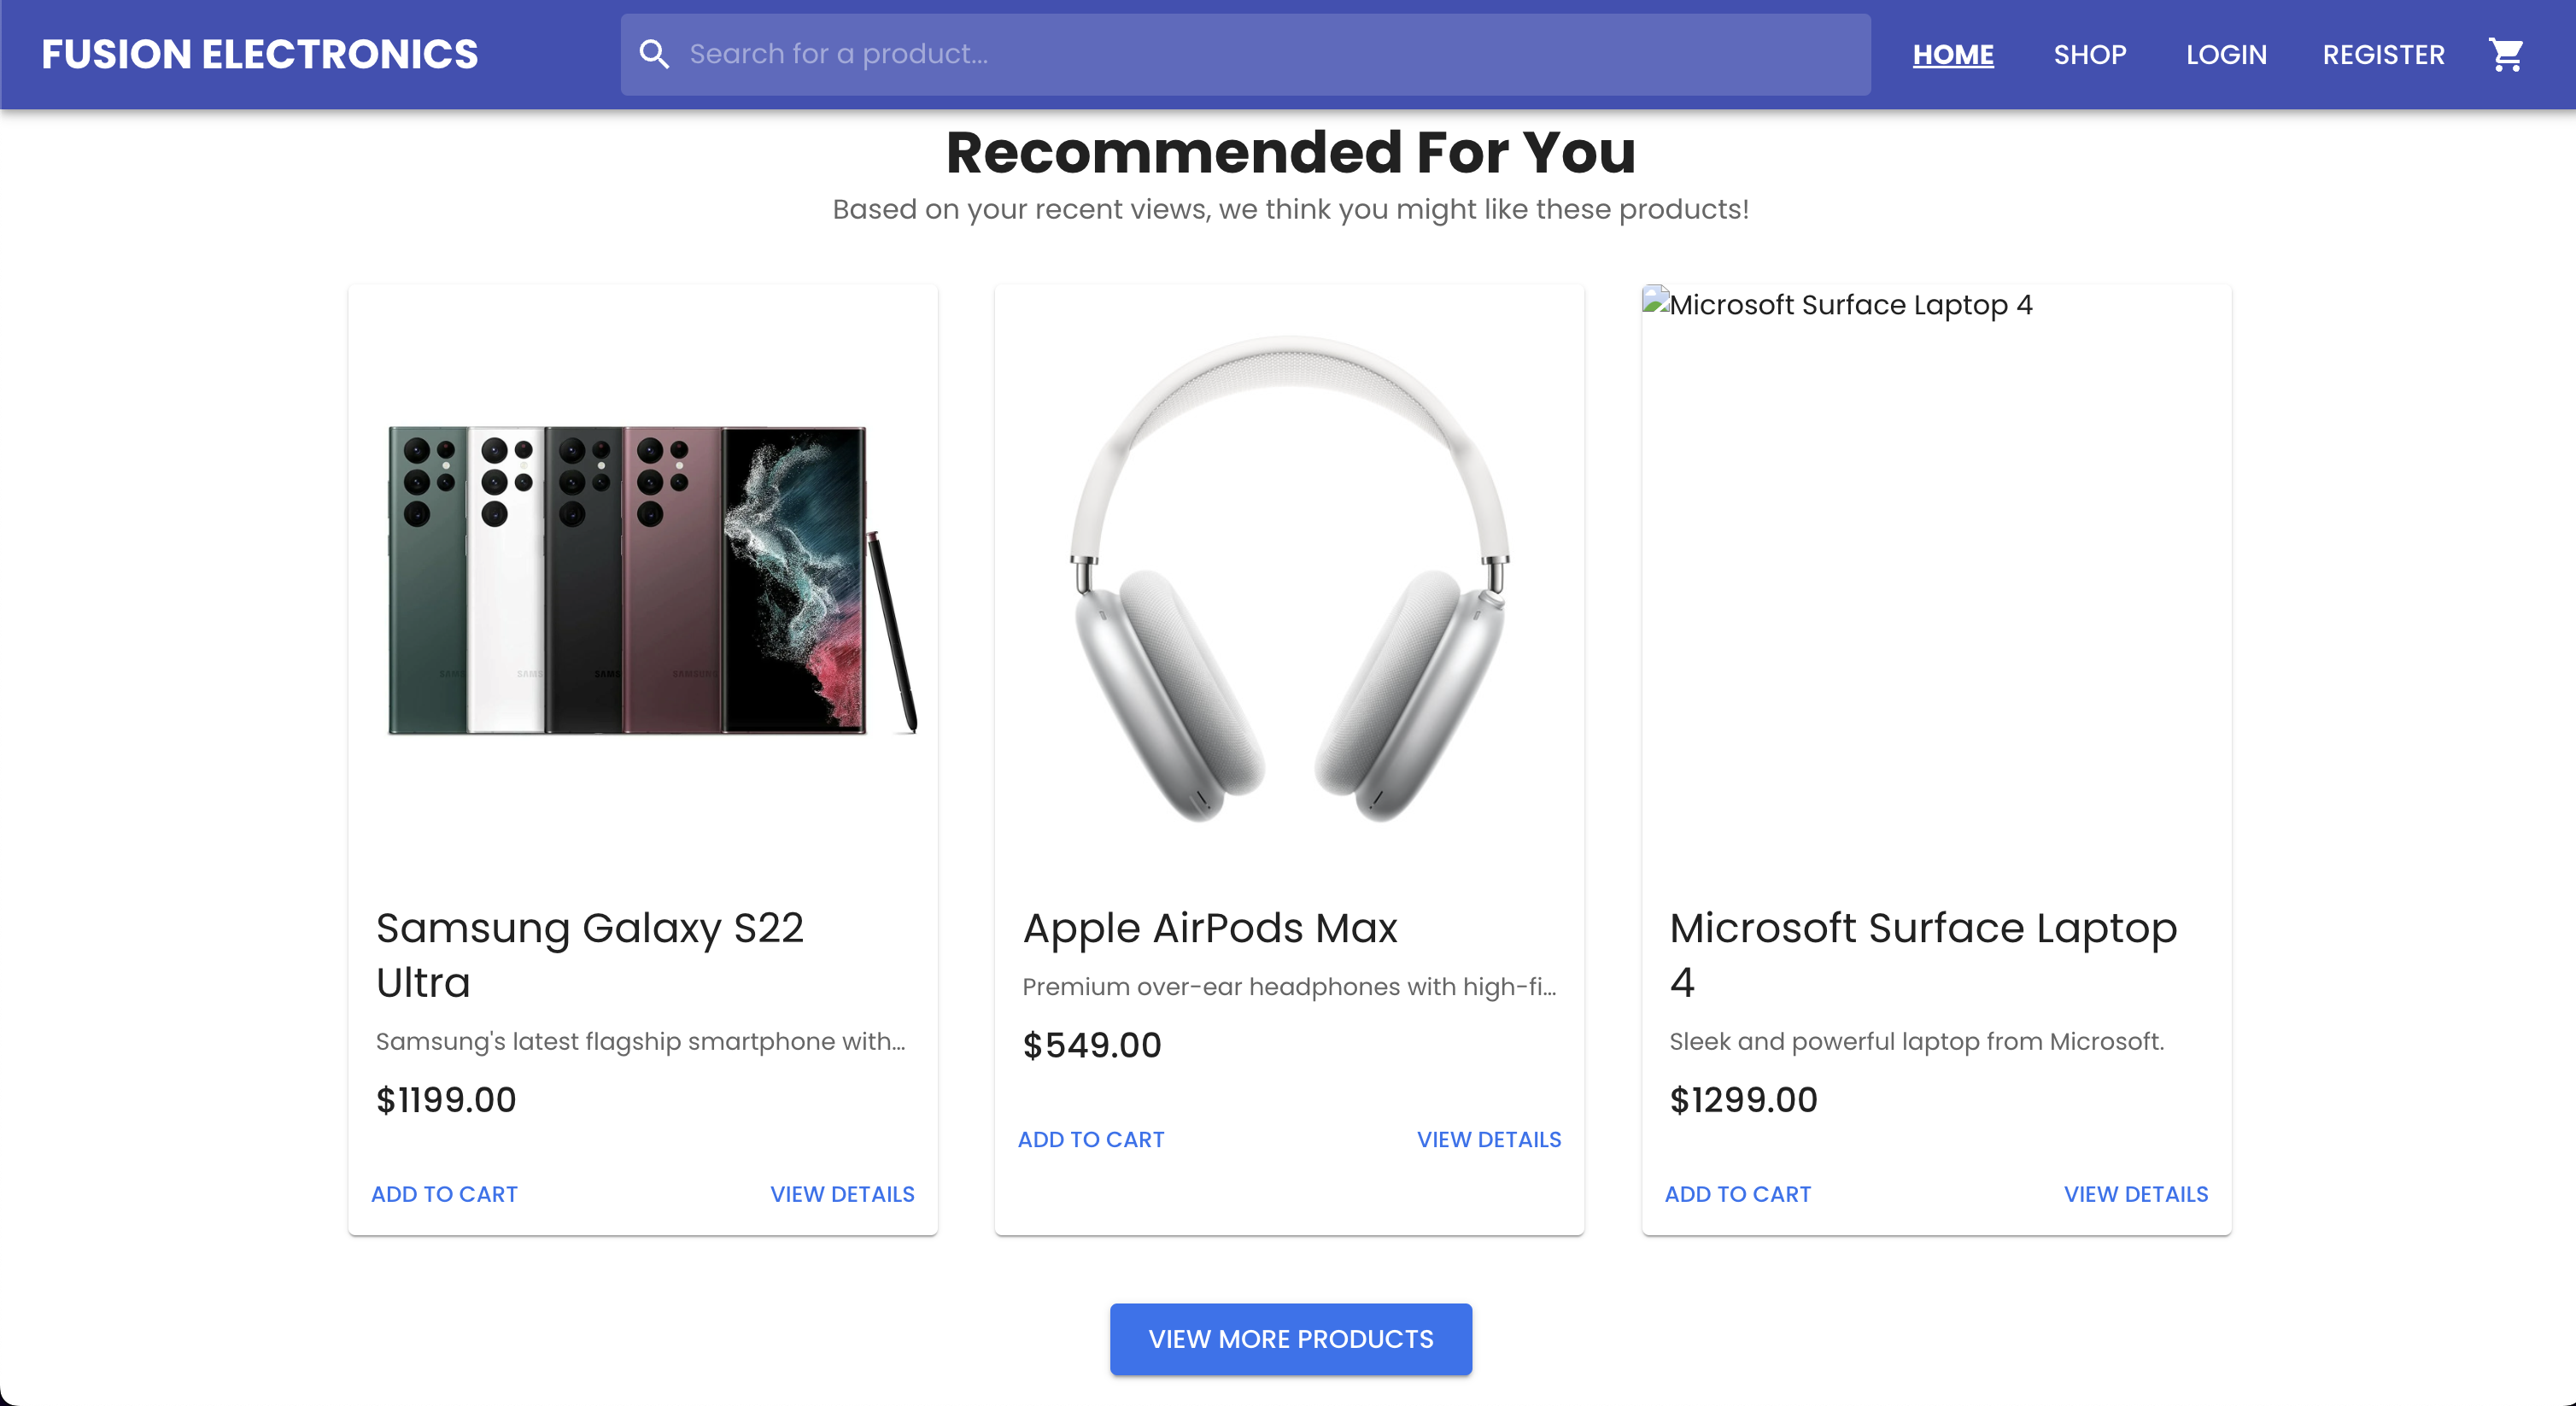 FUSION ELECTRONICS
Search for a product...
HOME
SHOP
LOGIN
REGISTER
Recommended For You
Based on your recent views, we think you might like these products!
SAMSUNG
Samsung Galaxy S22
Ultra
Samsung's latest flagship smartphone with...
$1199.00
ADD TO CART
VIEW DETAILS
Apple AirPods Max
Premium over-ear headphones with high-fi...
$549.00
ADD TO CART
VIEW DETAILS
Microsoft Surface Laptop 4
Microsoft Surface Laptop
4
Sleek and powerful laptop from Microsoft.
$1299.00
ADD TO CART
VIEW DETAILS
VIEW MORE PRODUCTS